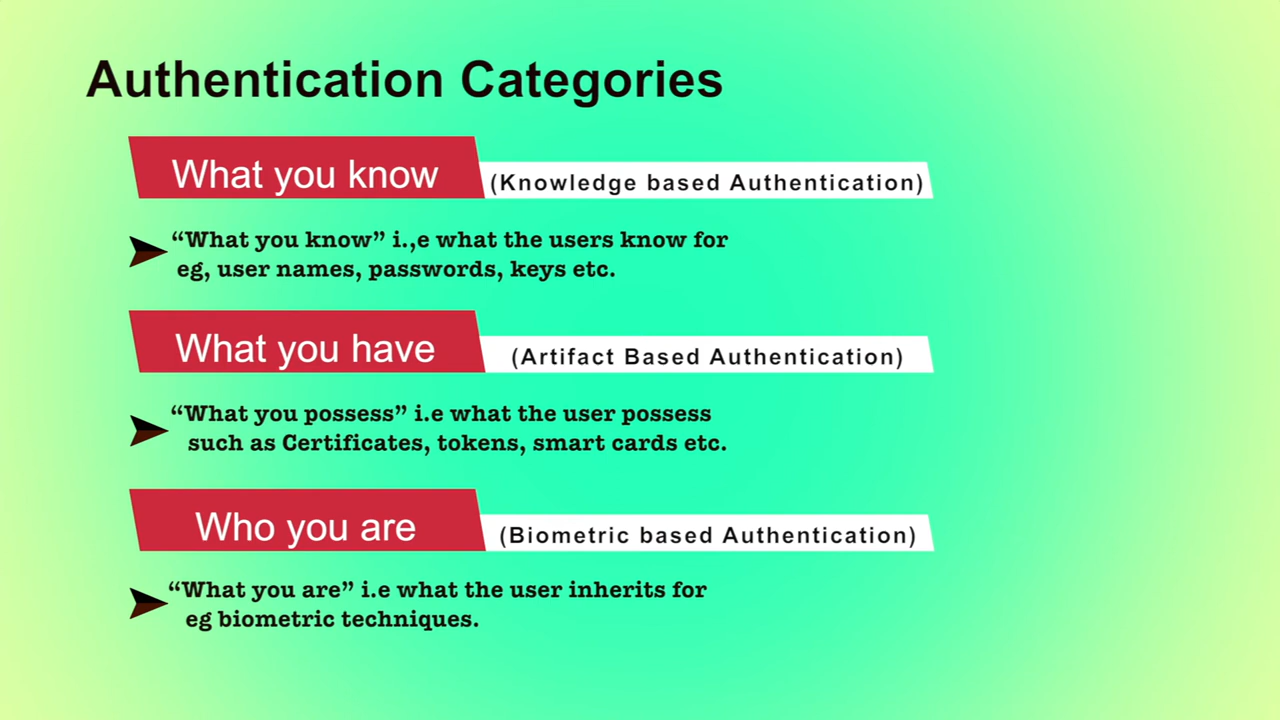 Authentication Categories
What you know
(Knowledge based Authentication)
“What you know” i.,e what the users know for
eg, user names, passwords, keys etc.
What you have
(Artifact Based Authentication)
“What you possess” i.e what the user possess
such as Certificates, tokens, smart cards etc.
Who you are
(Biometric based Authentication)
“What you are” i.e what the user inherits for
eg biometric techniques.